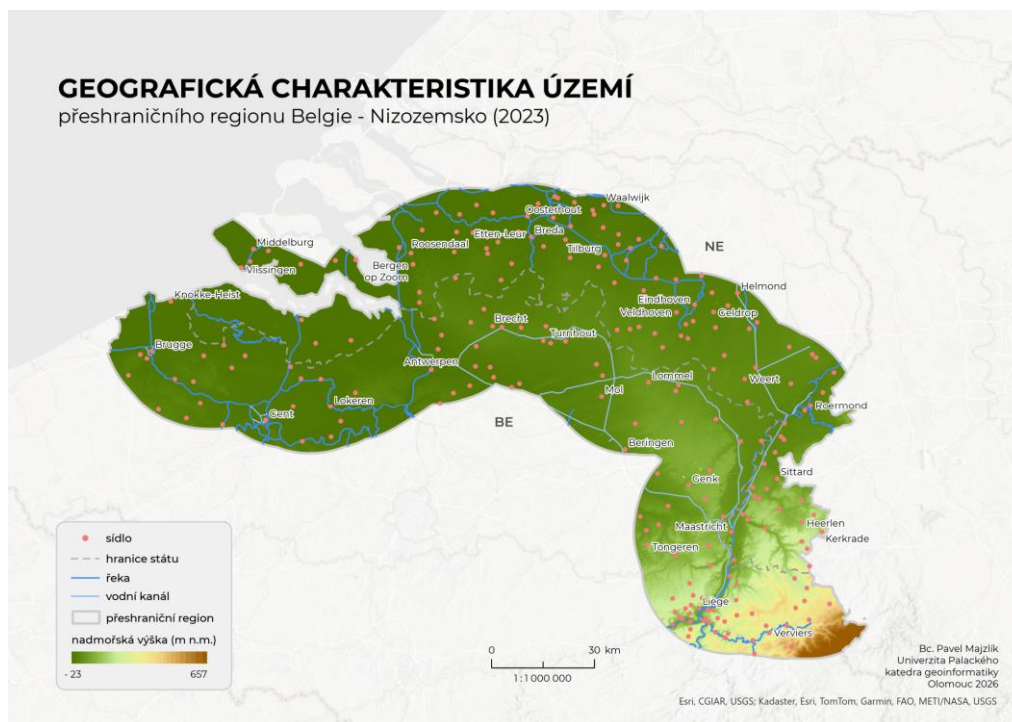 GEOGRAFICKÁ CHARAKTERISTIKA ÚZEMÍ
přeshraničního regionu Belgie - Nizozemsko (2023)
Waalwijk
Oosterhout
Middelburg
Roosendaal
Etten-Leur
Breda
Tilburg
NE
Vlissingen
Bergen
op Zoom
Helmond
Knokke-Heist
Eindhoven
Veldhoven
Geldrop
Brecht
Turnhout
Brugge
Antwerpen
Lommel
Weert
Mol
Lokeren
Roermond
Gent
BE
Beringen
Sittard
Genk
Maastricht
Heerlen
Kerkrade
Tongeren
Liège
Verviers
sídlo
hranice státu
řeka
vodní kanál
přeshraniční region
nadmořská výška (m n.m.)
- 23
657
0
30 km
1:1 000 000
Bc. Pavel Majzlík
Univerzita Palackého
katedra geoinformatiky
Olomouc 2026
Esri, CGIAR, USGS; Kadaster, Esri, TomTom, Garmin, FAO, METI/NASA, USGS